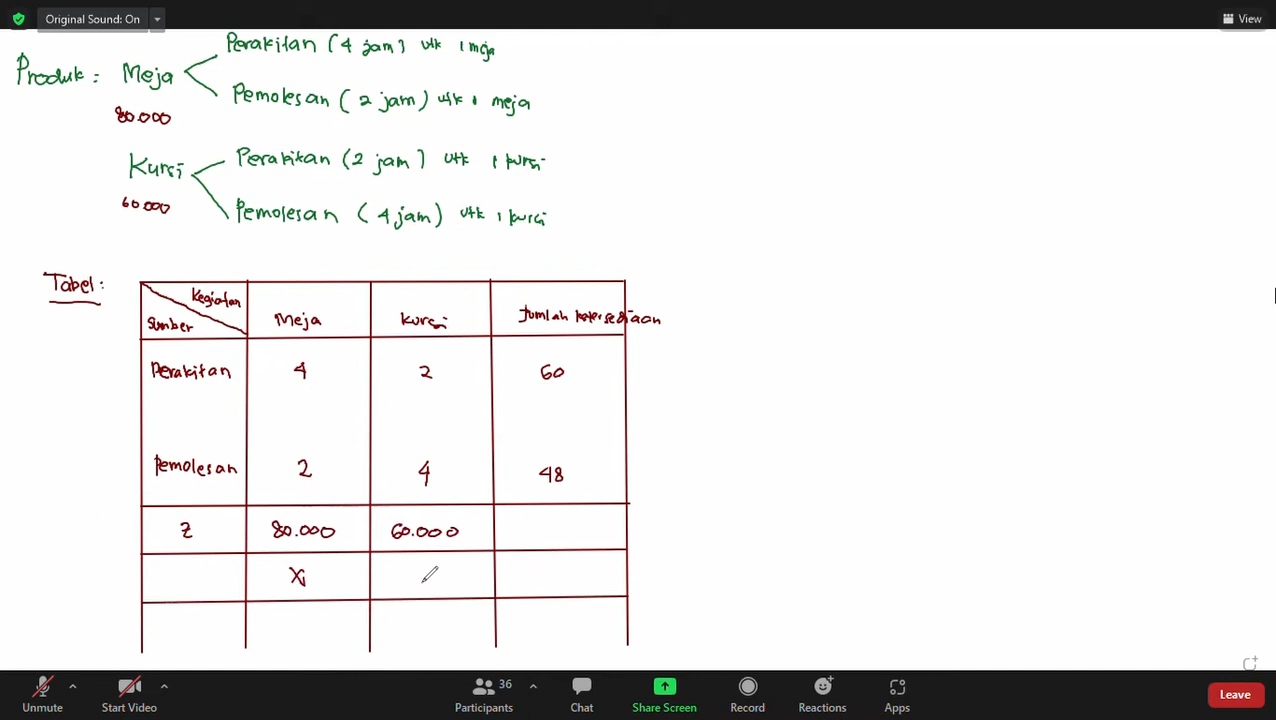 Original Sound: On
View
Perakitan (4 jam) utk 1 meja
Produk : Meja
Pemolesan (2 jam) utk 1 meja
80.000
Kursi
Perakitan (2 jam) utk 1 kursi
60.000
Pemolesan (4 jam) utk 1 kursi
Tabel :
Kegiatan
Sumber
Meja
Kursi
Jumlah ketersediaan
Perakitan 4 2 60
Pemolesan 2 4 48
Z 80.000 60.000
X1
Unmute
Start Video
Participants 36
Chat
Share Screen
Record
Reactions
Apps
Leave